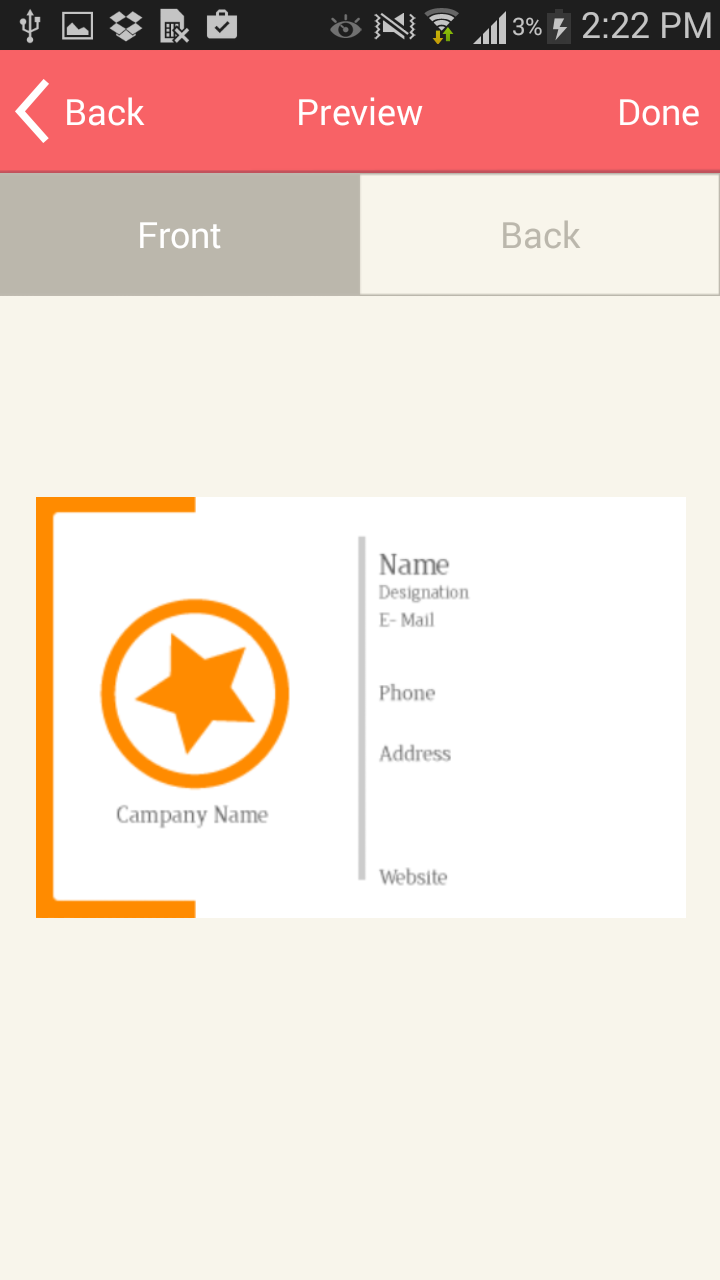 3% 2:22 PM
Back Preview Done
Front Back
Name
Designation
E- Mail
Phone
Address
Campany Name
Website